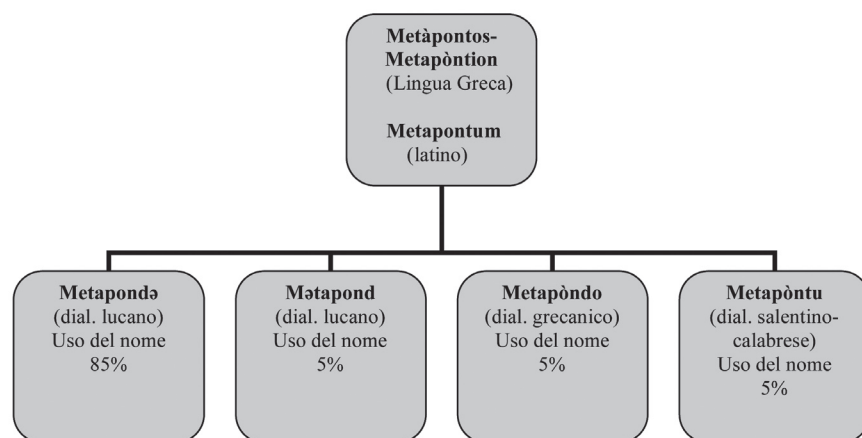 Metàpontos-
Metapòntion
(Lingua Greca)
Metapontum
(latino)
Metapondə
(dial. lucano)
Uso del nome
85%
Mətapond
(dial. lucano)
Uso del nome
5%
Metapòndo
(dial. grecanico)
Uso del nome
5%
Metapòntu
(dial. salentino-
calabrese)
Uso del nome
5%